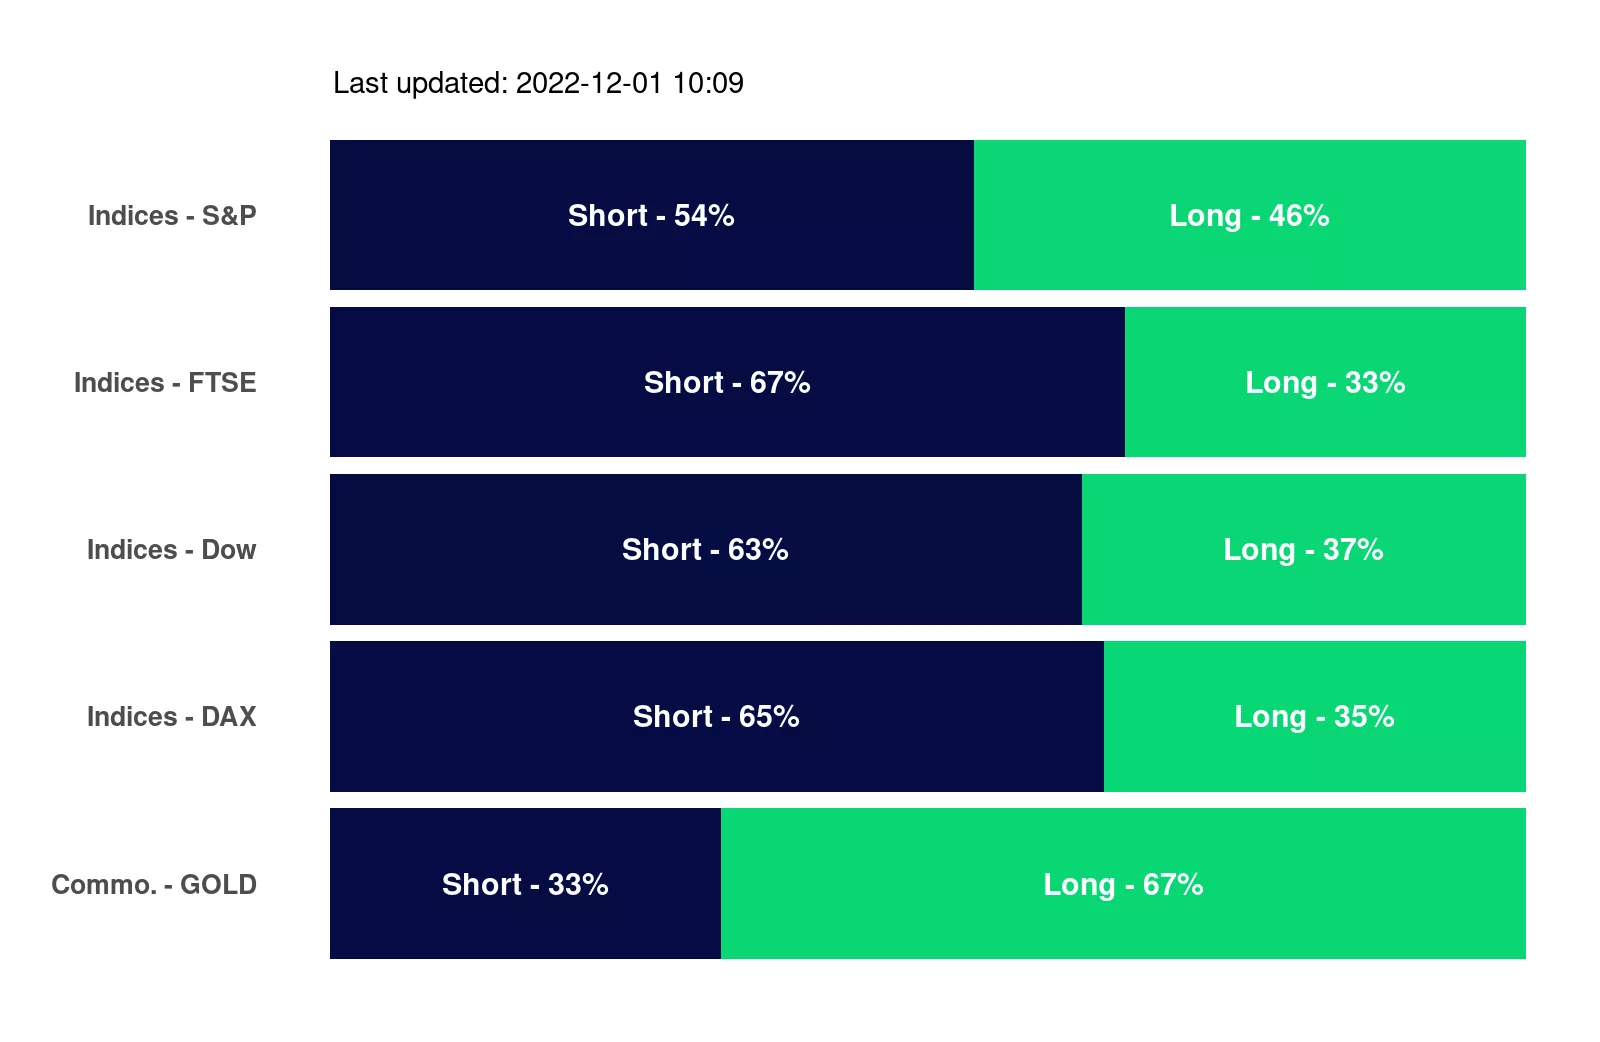 Last updated: 2022-12-01 10:09
Indices - S&P Short - 54% Long - 46%
Indices - FTSE Short - 67% Long - 33%
Indices - Dow Short - 63% Long - 37%
Indices - DAX Short - 65% Long - 35%
Commo. - GOLD Short - 33% Long - 67%